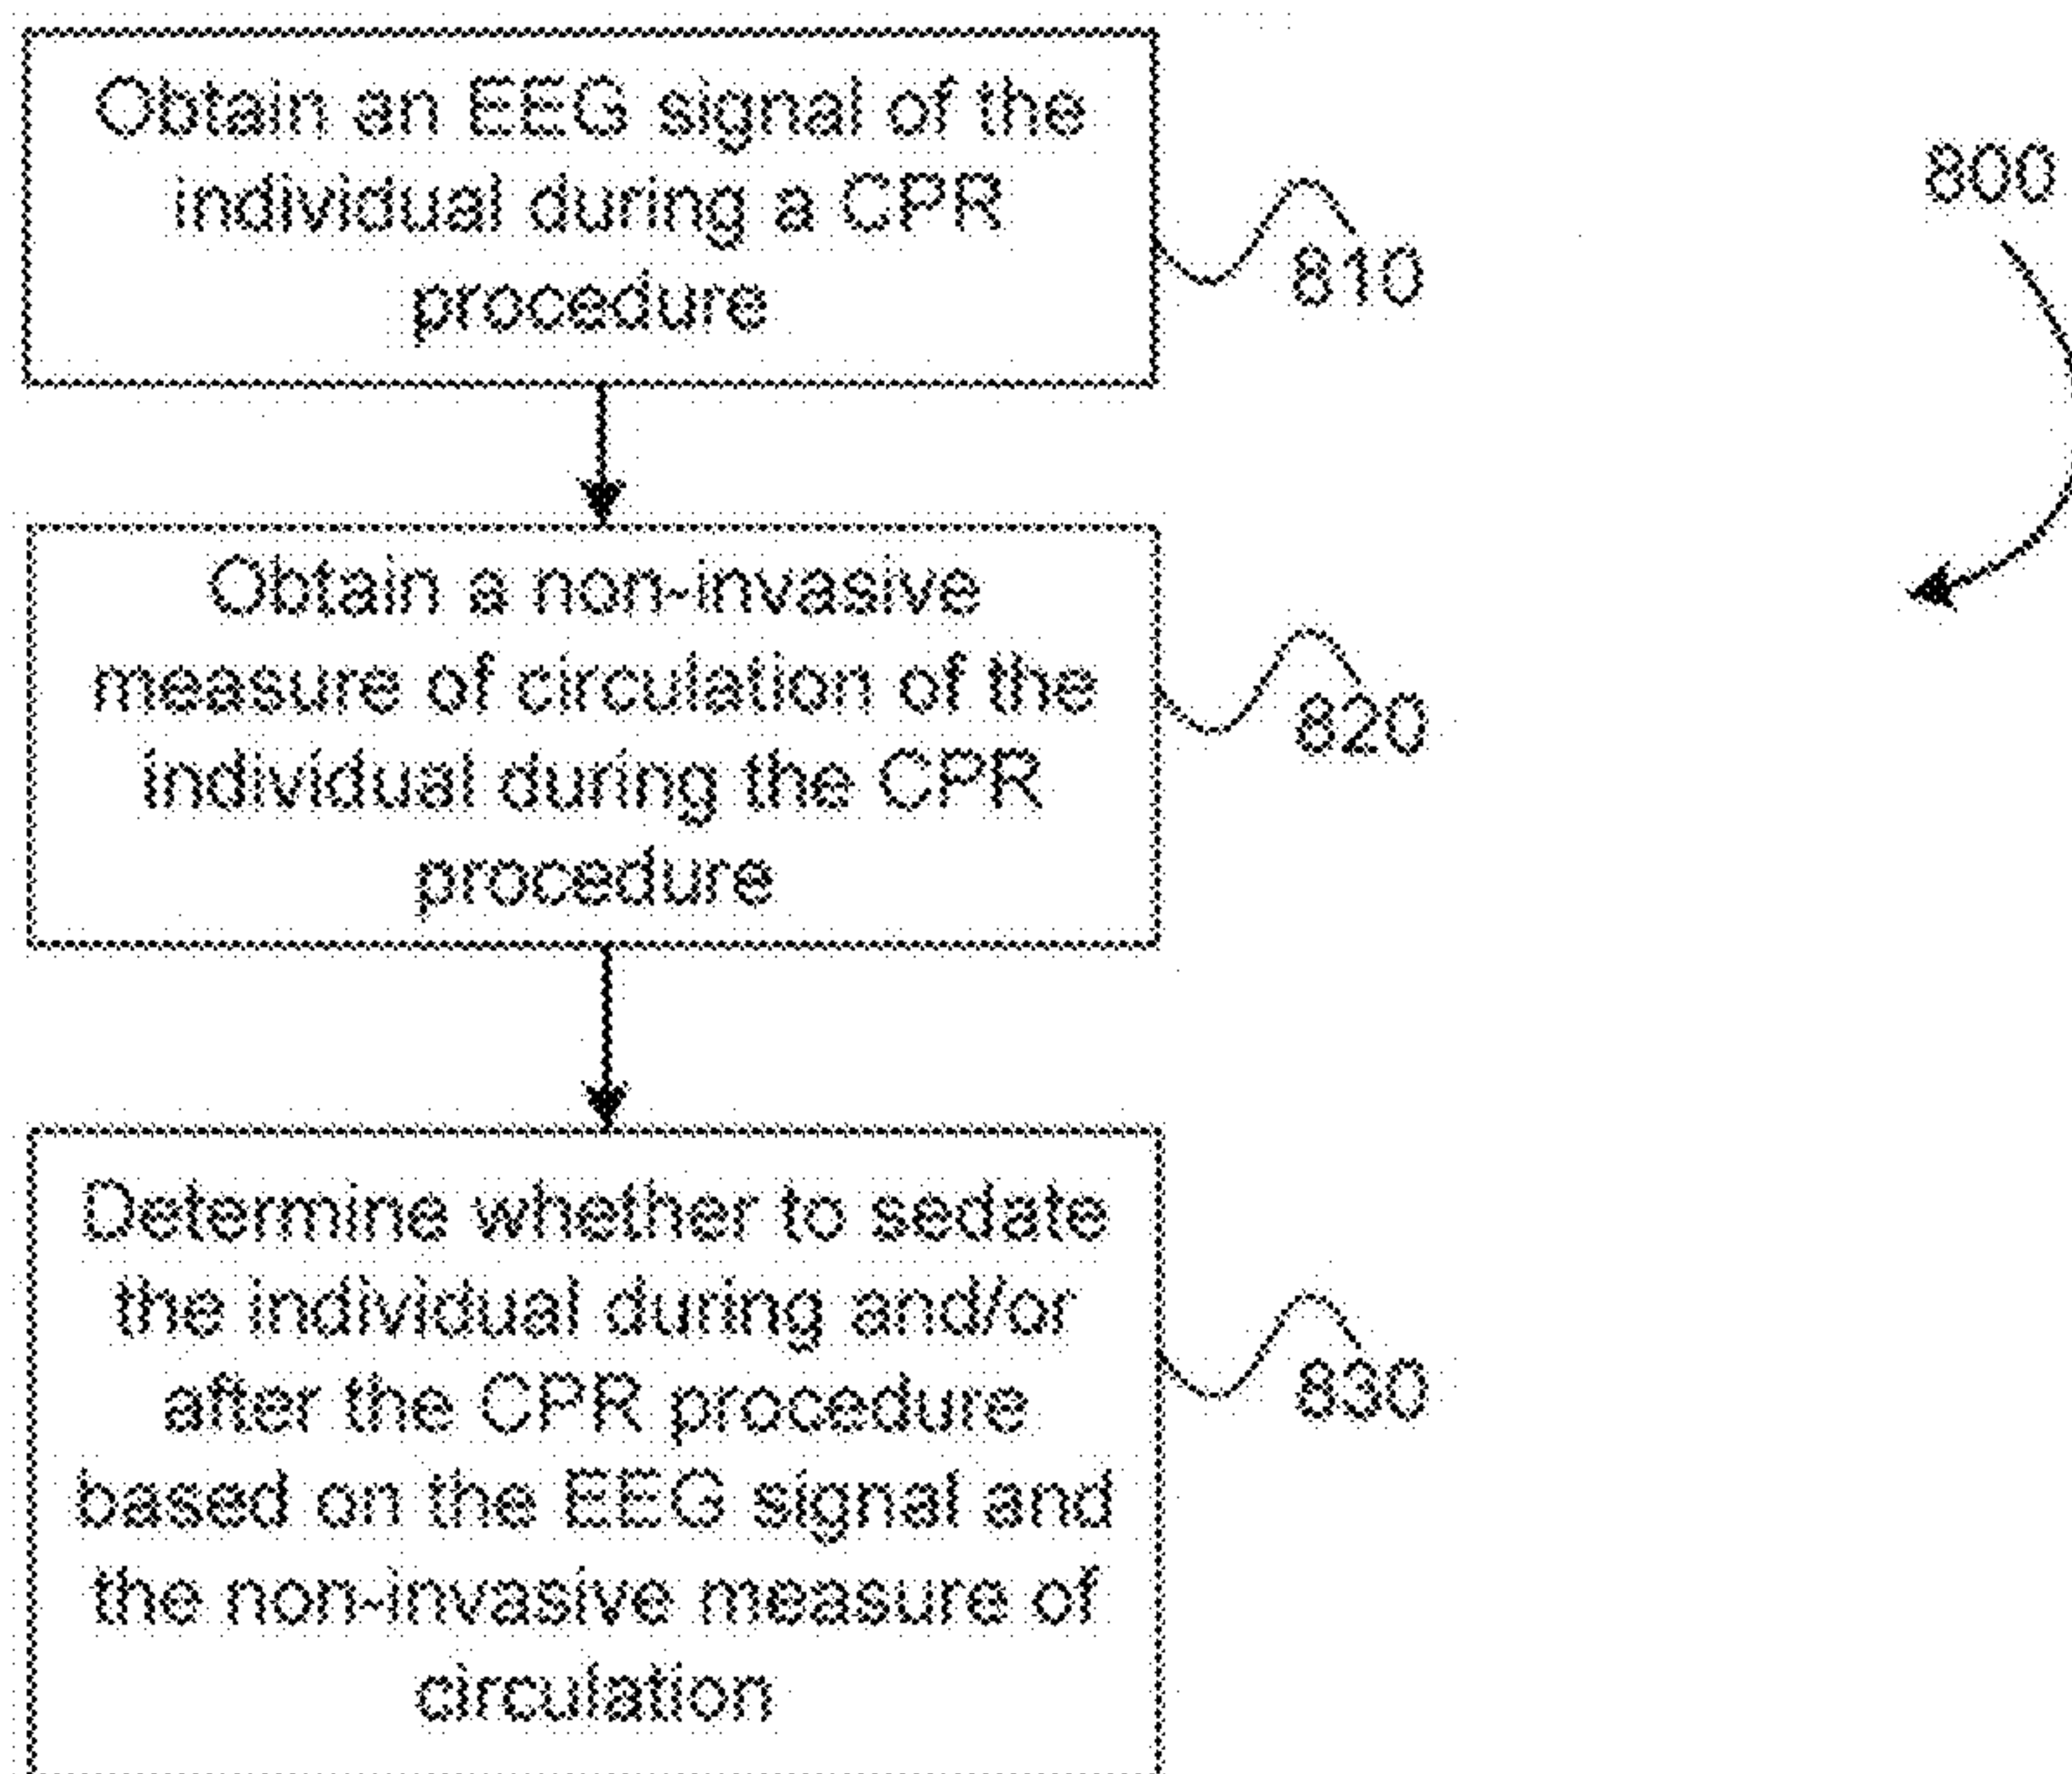 Obtain an EEG signal of the
individual during a CPR
procedure
810
800
Obtain a non-invasive
measure of circulation of the
individual during the CPR
procedure
820
Determine whether to sedate
the individual during and/or
after the CPR procedure
based on the EEG signal and
the non-invasive measure of
circulation
830